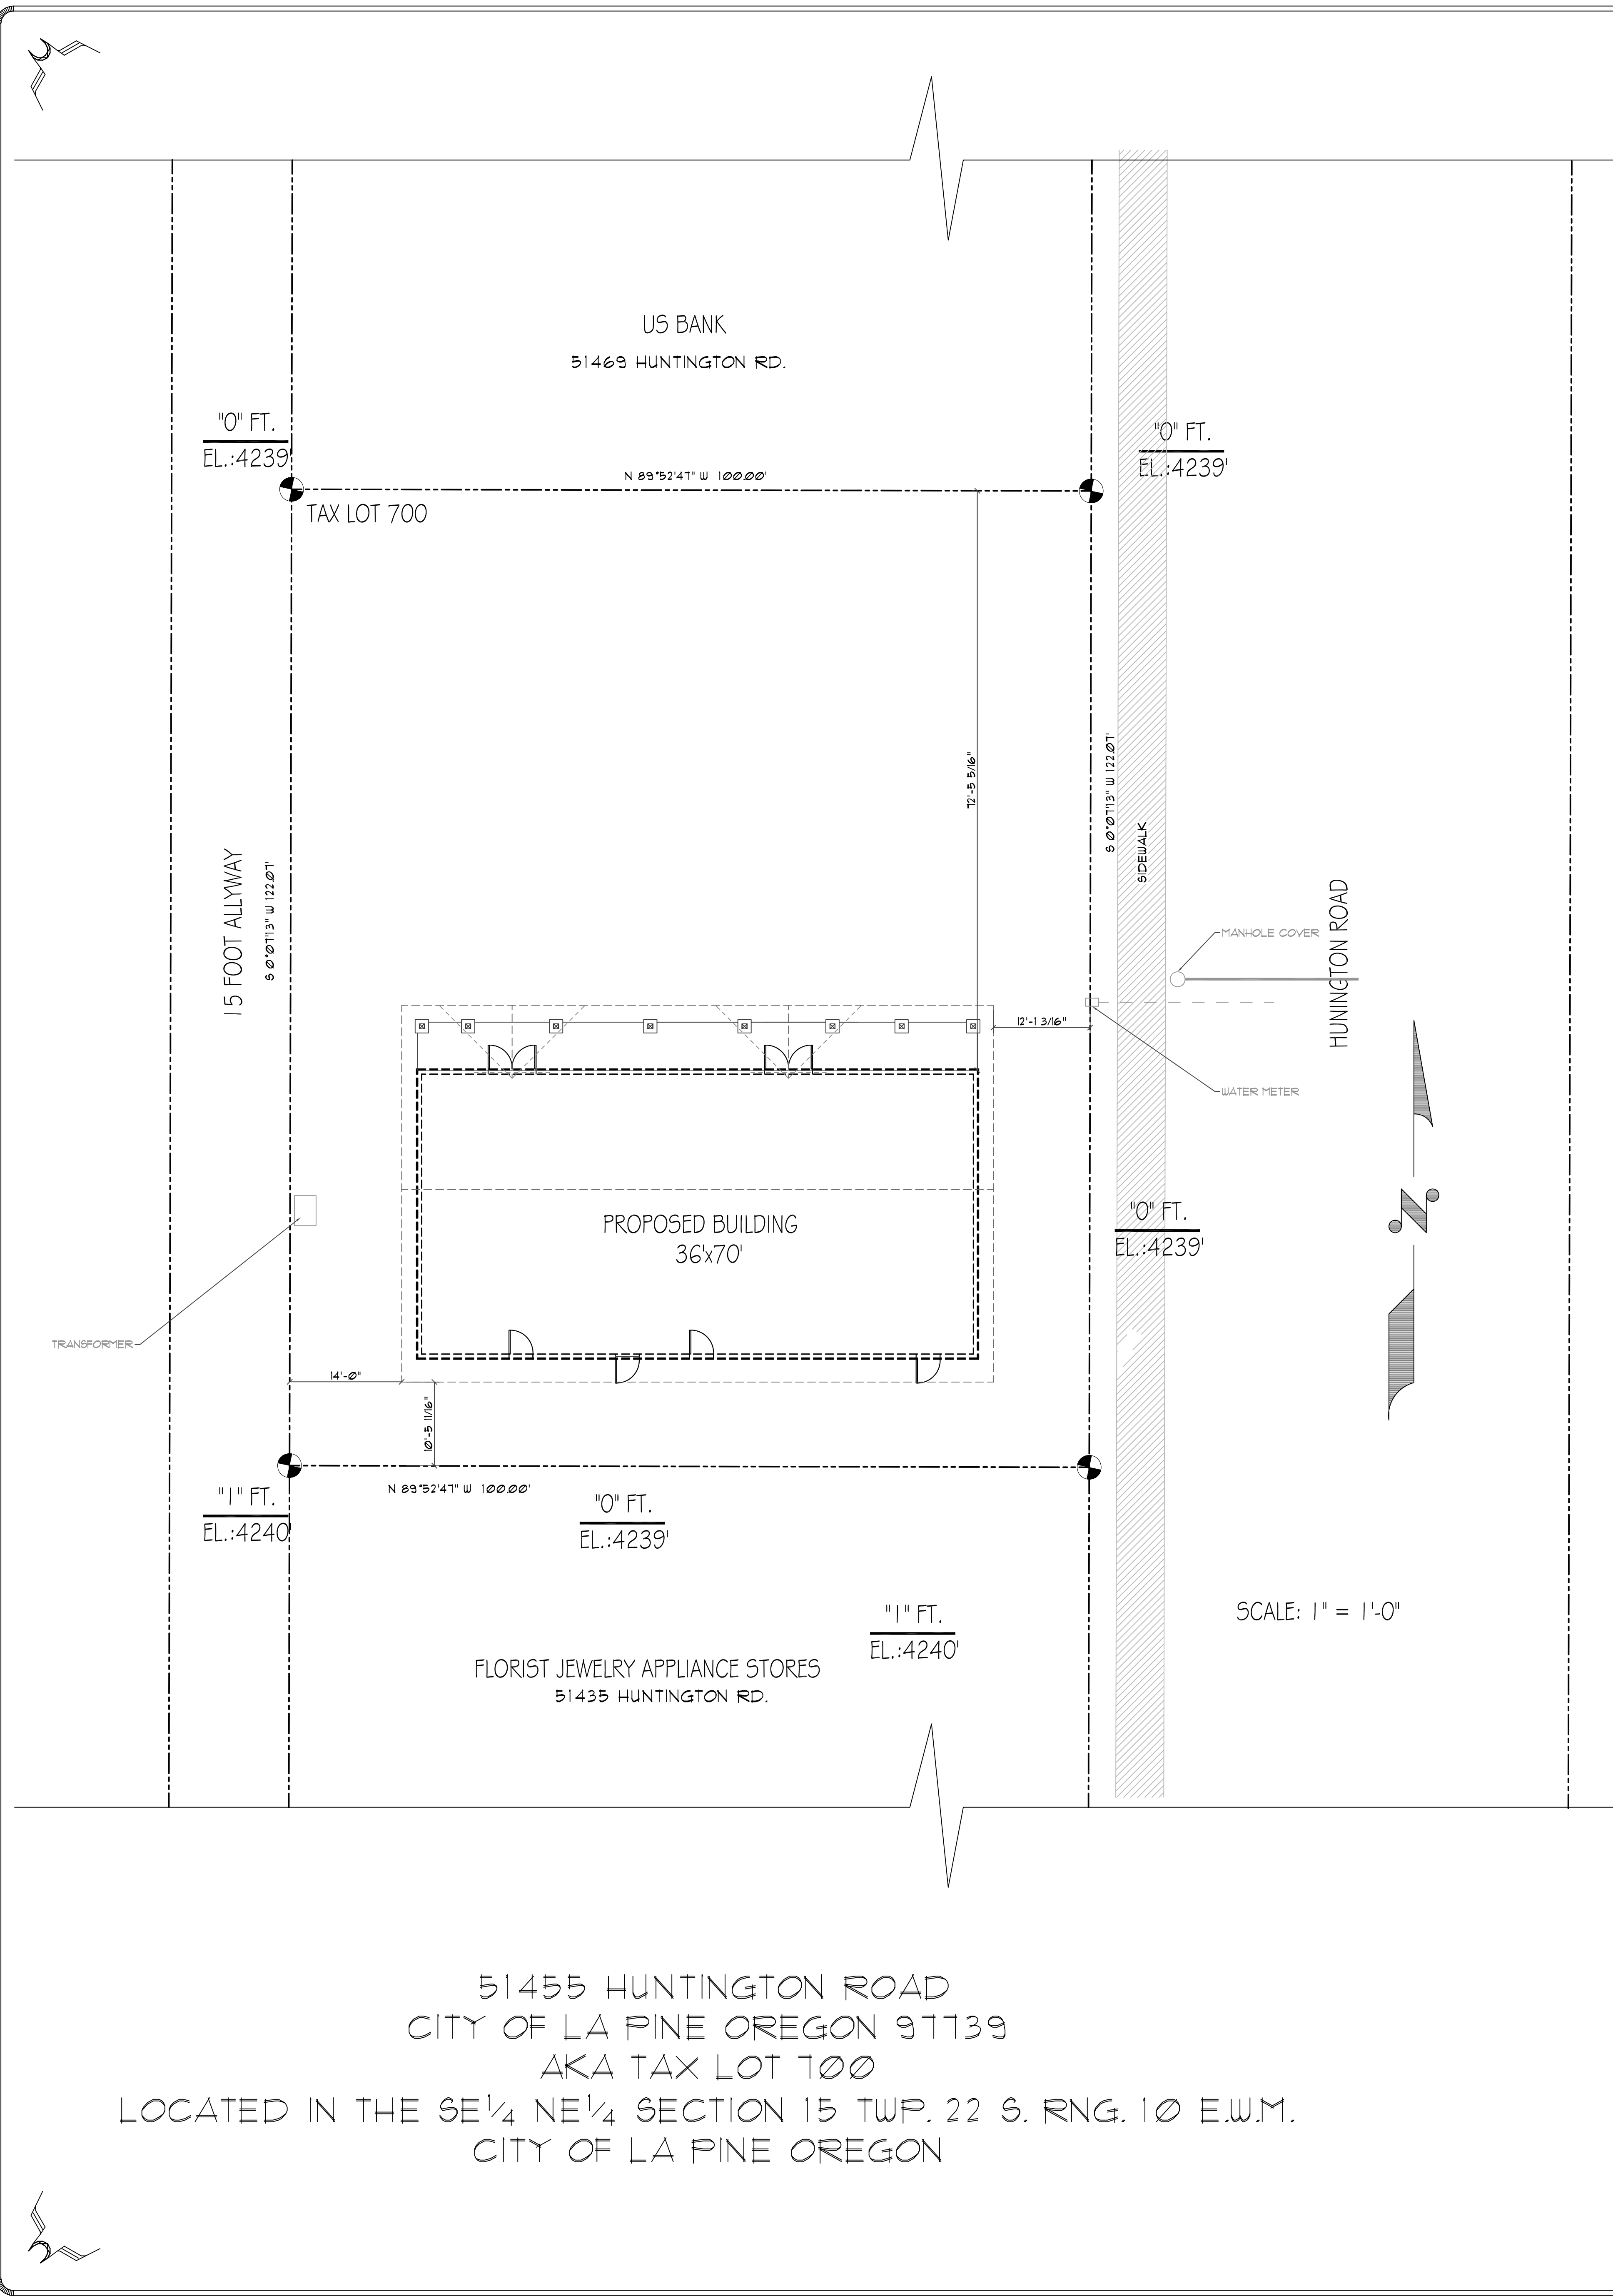 US BANK
51469 HUNTINGTON RD.
"0" FT.
EL.:4239'
"0" FT.
EL.:4239'
N 89°52'47" W 100.00'
TAX LOT 700
72'-5 5/16"
S 0°07'13" W 122.07'
SIDEWALK
15 FOOT ALLYWAY
S 0°07'13" W 122.07'
MANHOLE COVER
HUNINGTON ROAD
12'-1 3/16"
WATER METER
N
PROPOSED BUILDING
36'x70'
"0" FT.
EL.:4239'
TRANSFORMER
14'-0"
10'-5 11/16"
N 89°52'47" W 100.00'
"1" FT.
EL.:4240'
"0" FT.
EL.:4239'
"1" FT.
EL.:4240'
SCALE: 1" = 1'-0"
FLORIST JEWELRY APPLIANCE STORES
51435 HUNTINGTON RD.
51455 HUNTINGTON ROAD
CITY OF LA PINE OREGON 97739
AKA TAX LOT 700
LOCATED IN THE SE¼ NE¼ SECTION 15 TWP. 22 S. RNG. 10 E.W.M.
CITY OF LA PINE OREGON